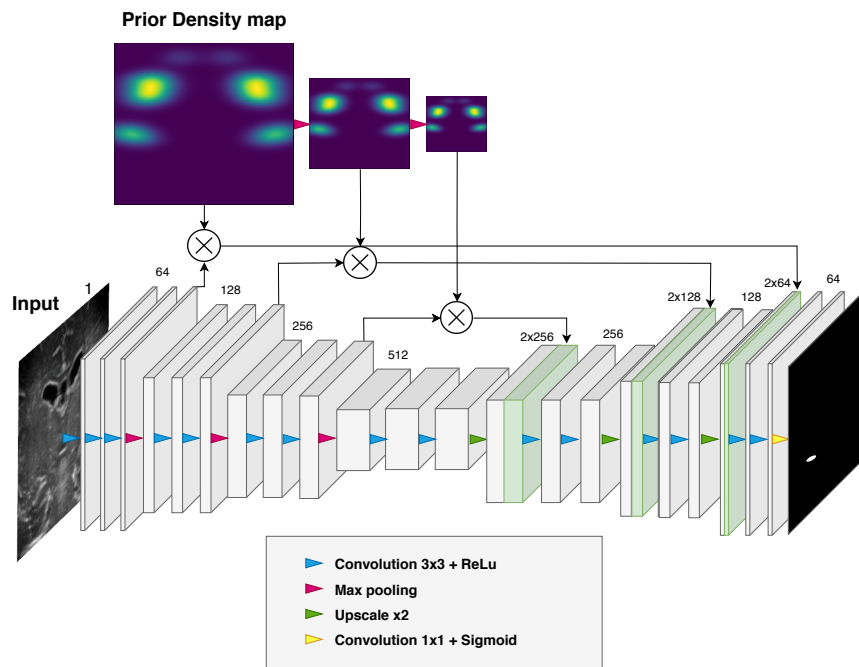 Prior Density map
Input
1
64
128
256
512
2x256
256
2x128
128
2x64
64
Convolution 3x3 + ReLu
Max pooling
Upscale x2
Convolution 1x1 + Sigmoid